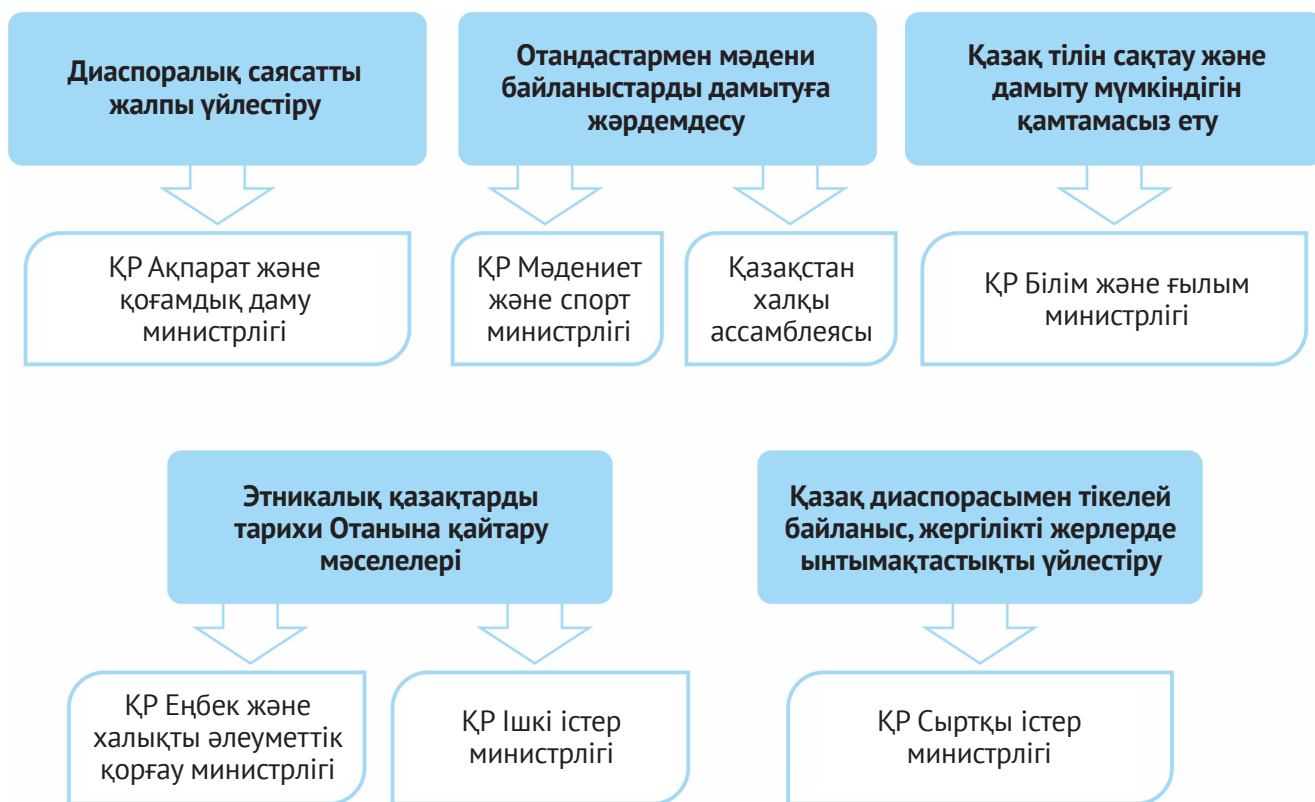 Диаспоралық саясатты
жалпы үйлестіру
Отандастармен мәдени
байланыстарды дамытуға
жәрдемдесу
Қазақ тілін сақтау және
дамыту мүмкіндігін
қамтамасыз ету
ҚР Ақпарат және
қоғамдық даму
министрлігі
ҚР Мәдениет
және спорт
министрлігі
Қазақстан
халқы
ассамблеясы
ҚР Білім және ғылым
министрлігі
Этникалық қазақтарды
тарихи Отанына қайтару
мәселелері
Қазақ диаспорасымен тікелей
байланыс, жергілікті жерлерде
ынтымақтастықты үйлестіру
ҚР Еңбек және
халықты әлеуметтік
қорғау министрлігі
ҚР Ішкі істер
министрлігі
ҚР Сыртқы істер
министрлігі